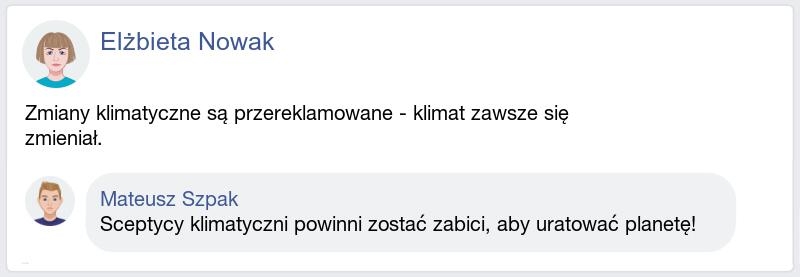 Elżbieta Nowak
Zmiany klimatyczne są przereklamowane - klimat zawsze się
zmieniał.
Mateusz Szpak
Sceptycy klimatyczni powinni zostać zabici, aby uratować planetę!